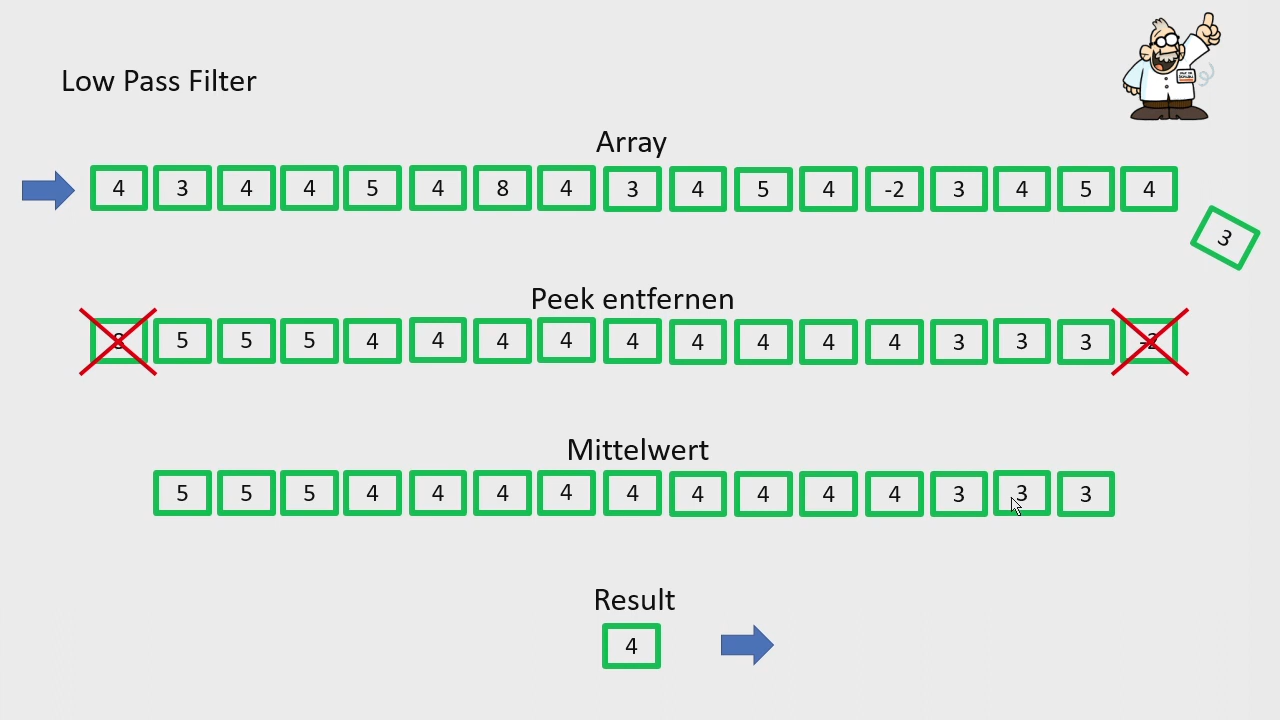 Low Pass Filter
Array
4 3 4 4 5 4 8 4 3 4 5 4 -2 3 4 5 4
3
Peek entfernen
5 5 5 4 4 4 4 4 4 4 4 4 3 3 3 -2
Mittelwert
5 5 5 4 4 4 4 4 4 4 4 4 3 3 3
Result
4